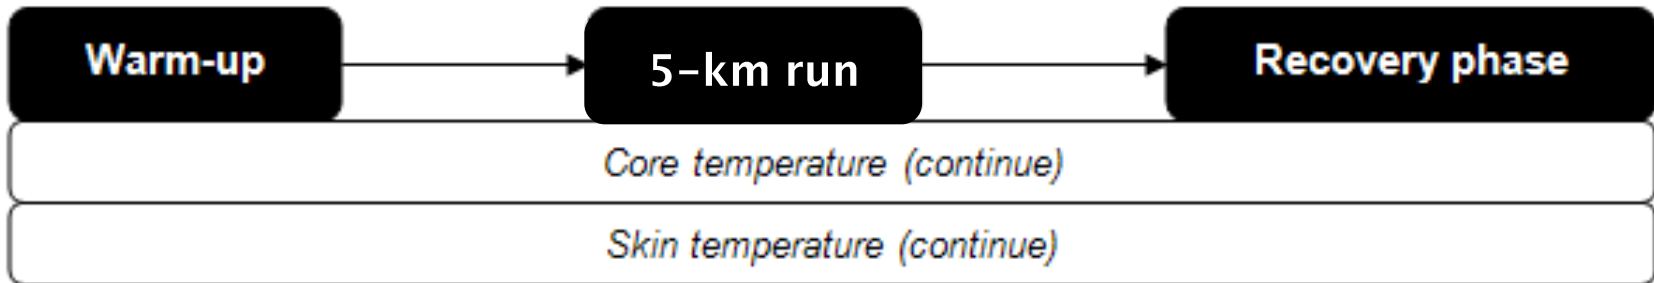 Warm-up
5-km run
Recovery phase
Core temperature (continue)
Skin temperature (continue)